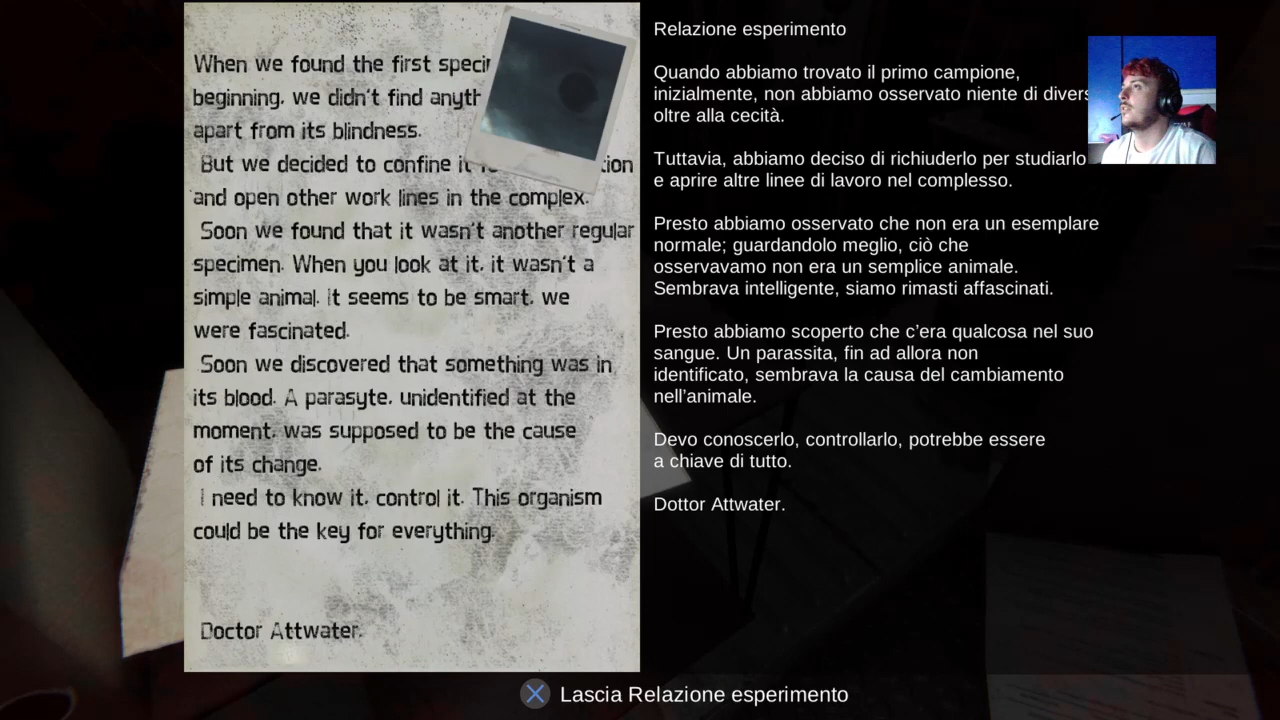 When we found the first
beginning, we didn't find
apart from its blindness.
But we decided to confine it
and open other work lines in the complex.
Soon we found that it wasn't another regular
specimen. When you look at it, it wasn't a
simple animal. It seems to be smart, we
were fascinated.
Soon we discovered that something was in
its blood. A parasyte, unidentified at the
moment, was supposed to be the cause
of its change.
I need to know it, control it. This organism
could be the key for everything.
Doctor Attwater.
Relazione esperimento
Quando abbiamo trovato il primo campione,
inizialmente, non abbiamo osservato niente di
oltre alla cecità.
Tuttavia, abbiamo deciso di richiuderlo per studiarlo
e aprire altre linee di lavoro nel complesso.
Presto abbiamo osservato che non era un esemplare
normale; guardandolo meglio, ciò che
osservavamo non era un semplice animale.
Sembrava intelligente, siamo rimasti affascinati.
Presto abbiamo scoperto che c'era qualcosa nel suo
sangue. Un parassita, fin ad allora non
identificato, sembrava la causa del cambiamento
nell'animale.
Devo conoscerlo, controllarlo, potrebbe essere
a chiave di tutto.
Dottor Attwater.
Lascia Relazione esperimento